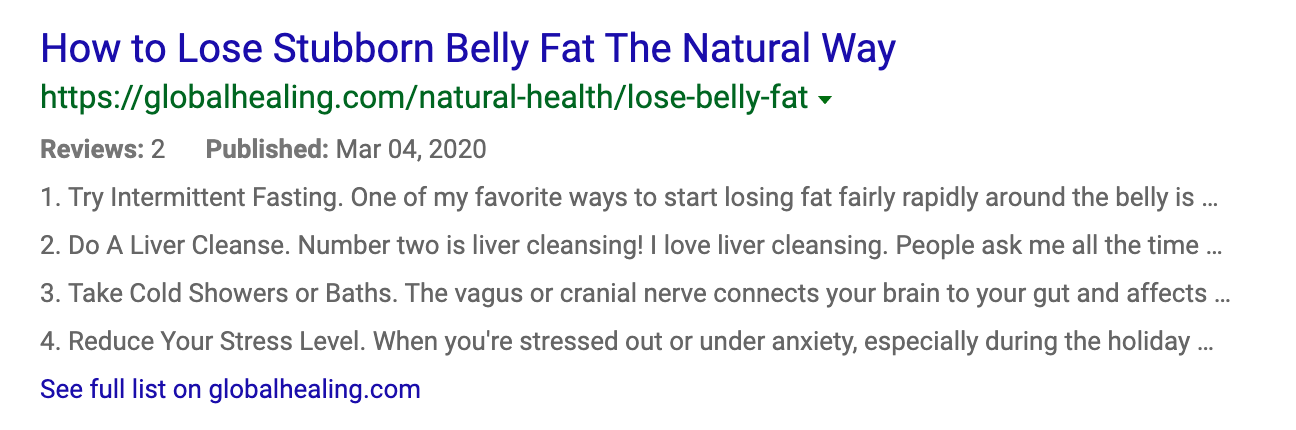 How to Lose Stubborn Belly Fat The Natural Way
https://globalhealing.com/natural-health/lose-belly-fat
Reviews: 2 Published: Mar 04, 2020
1. Try Intermittent Fasting. One of my favorite ways to start losing fat fairly rapidly around the belly is ...
2. Do A Liver Cleanse. Number two is liver cleansing! I love liver cleansing. People ask me all the time ...
3. Take Cold Showers or Baths. The vagus or cranial nerve connects your brain to your gut and affects ...
4. Reduce Your Stress Level. When you're stressed out or under anxiety, especially during the holiday ...
See full list on globalhealing.com